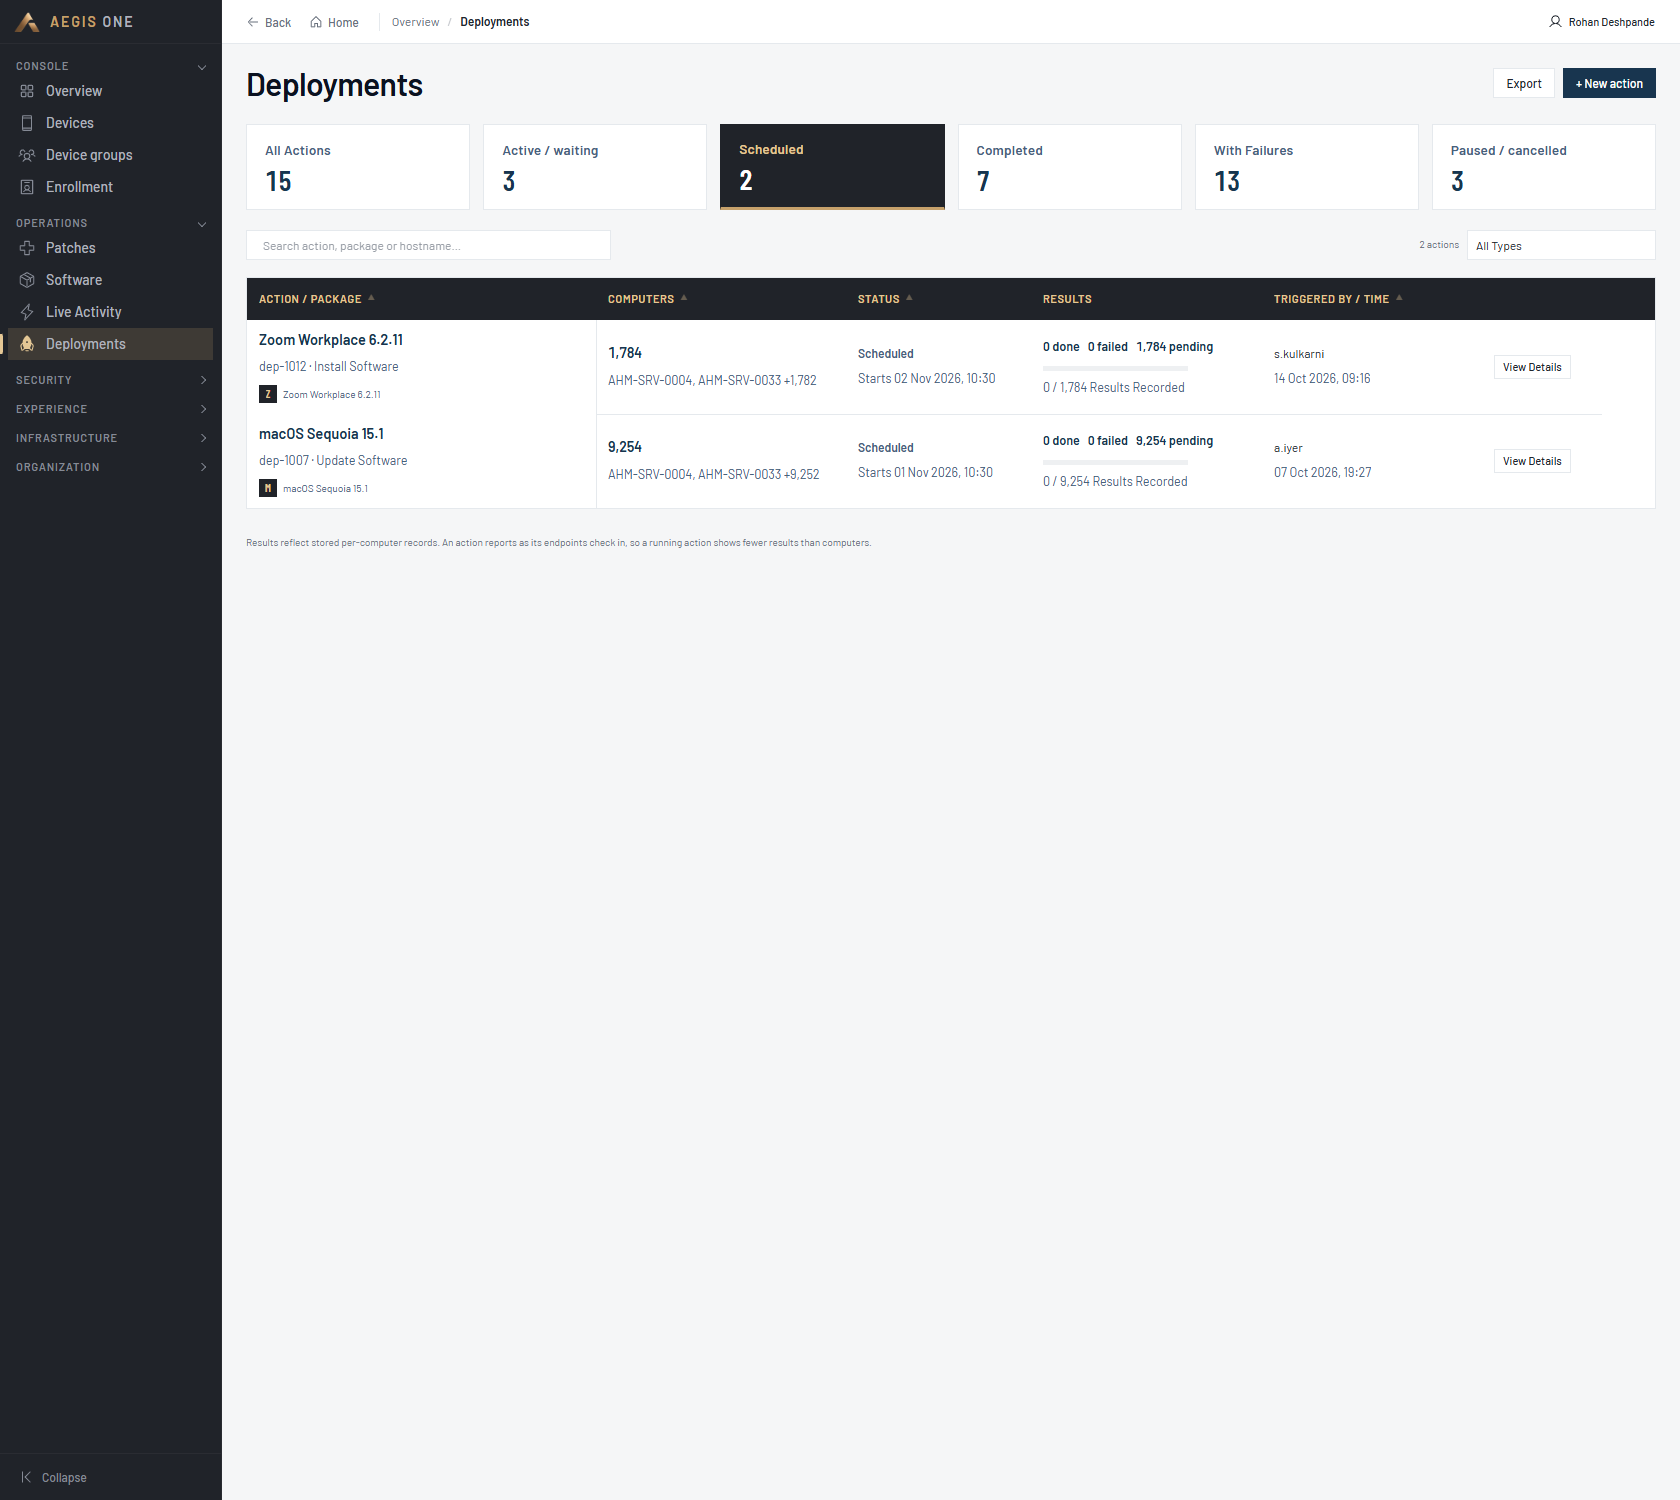 AEGIS ONE
CONSOLE
Overview
Devices
Device groups
Enrollment
OPERATIONS
Patches
Software
Live Activity
Deployments
SECURITY
EXPERIENCE
INFRASTRUCTURE
ORGANIZATION
Collapse
Back Home Overview / Deployments
Rohan Deshpande
Deployments
Export
+ New action
All Actions
15
Active / waiting
3
Scheduled
2
Completed
7
With Failures
13
Paused / cancelled
3
Search action, package or hostname...
2 actions
All Types
ACTION / PACKAGE COMPUTERS STATUS RESULTS TRIGGERED BY / TIME
Zoom Workplace 6.2.11
dep-1012 · Install Software
Z Zoom Workplace 6.2.11
1,784
AHM-SRV-0004, AHM-SRV-0033 +1,782
Scheduled
Starts 02 Nov 2026, 10:30
0 done 0 failed 1,784 pending
0 / 1,784 Results Recorded
s.kulkarni
14 Oct 2026, 09:16
View Details
macOS Sequoia 15.1
dep-1007 · Update Software
M macOS Sequoia 15.1
9,254
AHM-SRV-0004, AHM-SRV-0033 +9,252
Scheduled
Starts 01 Nov 2026, 10:30
0 done 0 failed 9,254 pending
0 / 9,254 Results Recorded
a.iyer
07 Oct 2026, 19:27
View Details
Results reflect stored per-computer records. An action reports as its endpoints check in, so a running action shows fewer results than computers.